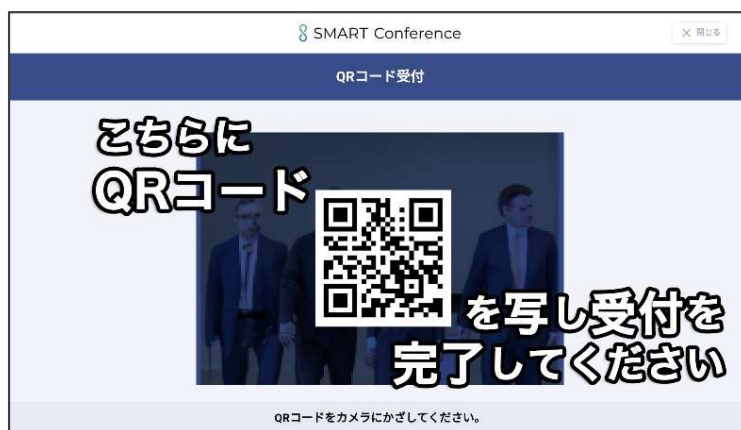 SMART Conference
× 閉じる
QRコード受付
こちらに
QRコード
を写し受付を
完了してください
QRコードをカメラにかざしてください。